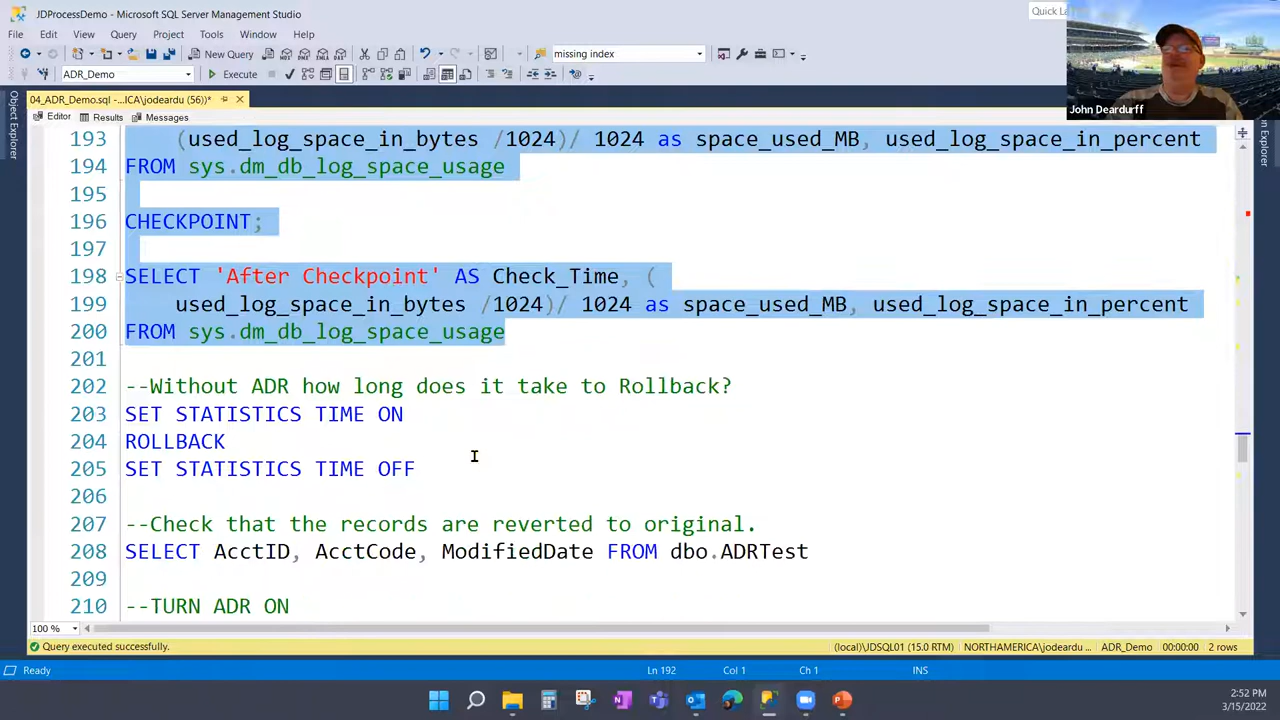 JDProcessDemo - Microsoft SQL Server Management Studio
Quick La
File Edit View Query Project Tools Window Help
New Query
missing index
ADR_Demo
Execute
John Deardurff
04_ADR_Demo.sql -...ICA\jodeardu (56))*
Object Explorer
Editor Results Messages
193 (used_log_space_in_bytes /1024)/ 1024 as space_used_MB, used_log_space_in_percent
194 FROM sys.dm_db_log_space_usage
195
196 CHECKPOINT;
197
198 SELECT 'After Checkpoint' AS Check_Time, (
199 used_log_space_in_bytes /1024)/ 1024 as space_used_MB, used_log_space_in_percent
200 FROM sys.dm_db_log_space_usage
201
202 --Without ADR how long does it take to Rollback?
203 SET STATISTICS TIME ON
204 ROLLBACK
205 SET STATISTICS TIME OFF
206
207 --Check that the records are reverted to original.
208 SELECT AcctID, AcctCode, ModifiedDate FROM dbo.ADRTest
209
210 --TURN ADR ON
100 %
Query executed successfully.
(local)\JDSQL01 (15.0 RTM) NORTHAMERICA\jodeardu ... ADR_Demo 00:00:00 2 rows
Ready
Ln 192 Col 1 Ch 1 INS
2:52 PM
3/15/2022